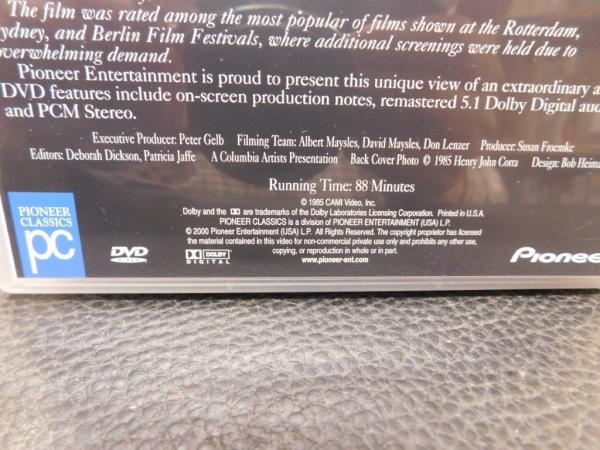 The film was rated among the most popular of films shown at the Rotterdam,
ydney, and Berlin Film Festivals, where additional screenings were held due to
overwhelming demand.
Pioneer Entertainment is proud to present this unique view of an extraordinary a
DVD features include on-screen production notes, remastered 5.1 Dolby Digital aud
and PCM Stereo.
Executive Producer: Peter Gelb Filming Team: Albert Maysles, David Maysles, Don Lenzer Producer: Susan Froemke
Editors: Deborah Dickson, Patricia Jaffe A Columbia Artists Presentation Back Cover Photo © 1985 Henry John Corra Design: Bob Heima
Running Time: 88 Minutes
© 1985 CAMI Video, Inc.
Dolby and the are trademarks of the Dolby Laboratories Licensing Corporation. Printed in U.S.A.
PIONEER CLASSICS is a division of PIONEER ENTERTAINMENT (USA) L.P.
© 2000 Pioneer Entertainment (USA) L.P. All Rights Reserved. The copyright proprietor has licensed
the material contained in this video for non-commercial private use only and prohibits any other use,
copying, or reproduction in whole or in part.
www.pioneer-ent.com
PIONEER
CLASSICS
pc
DVD
VIDEO
DOLBY
DIGITAL
Pionee